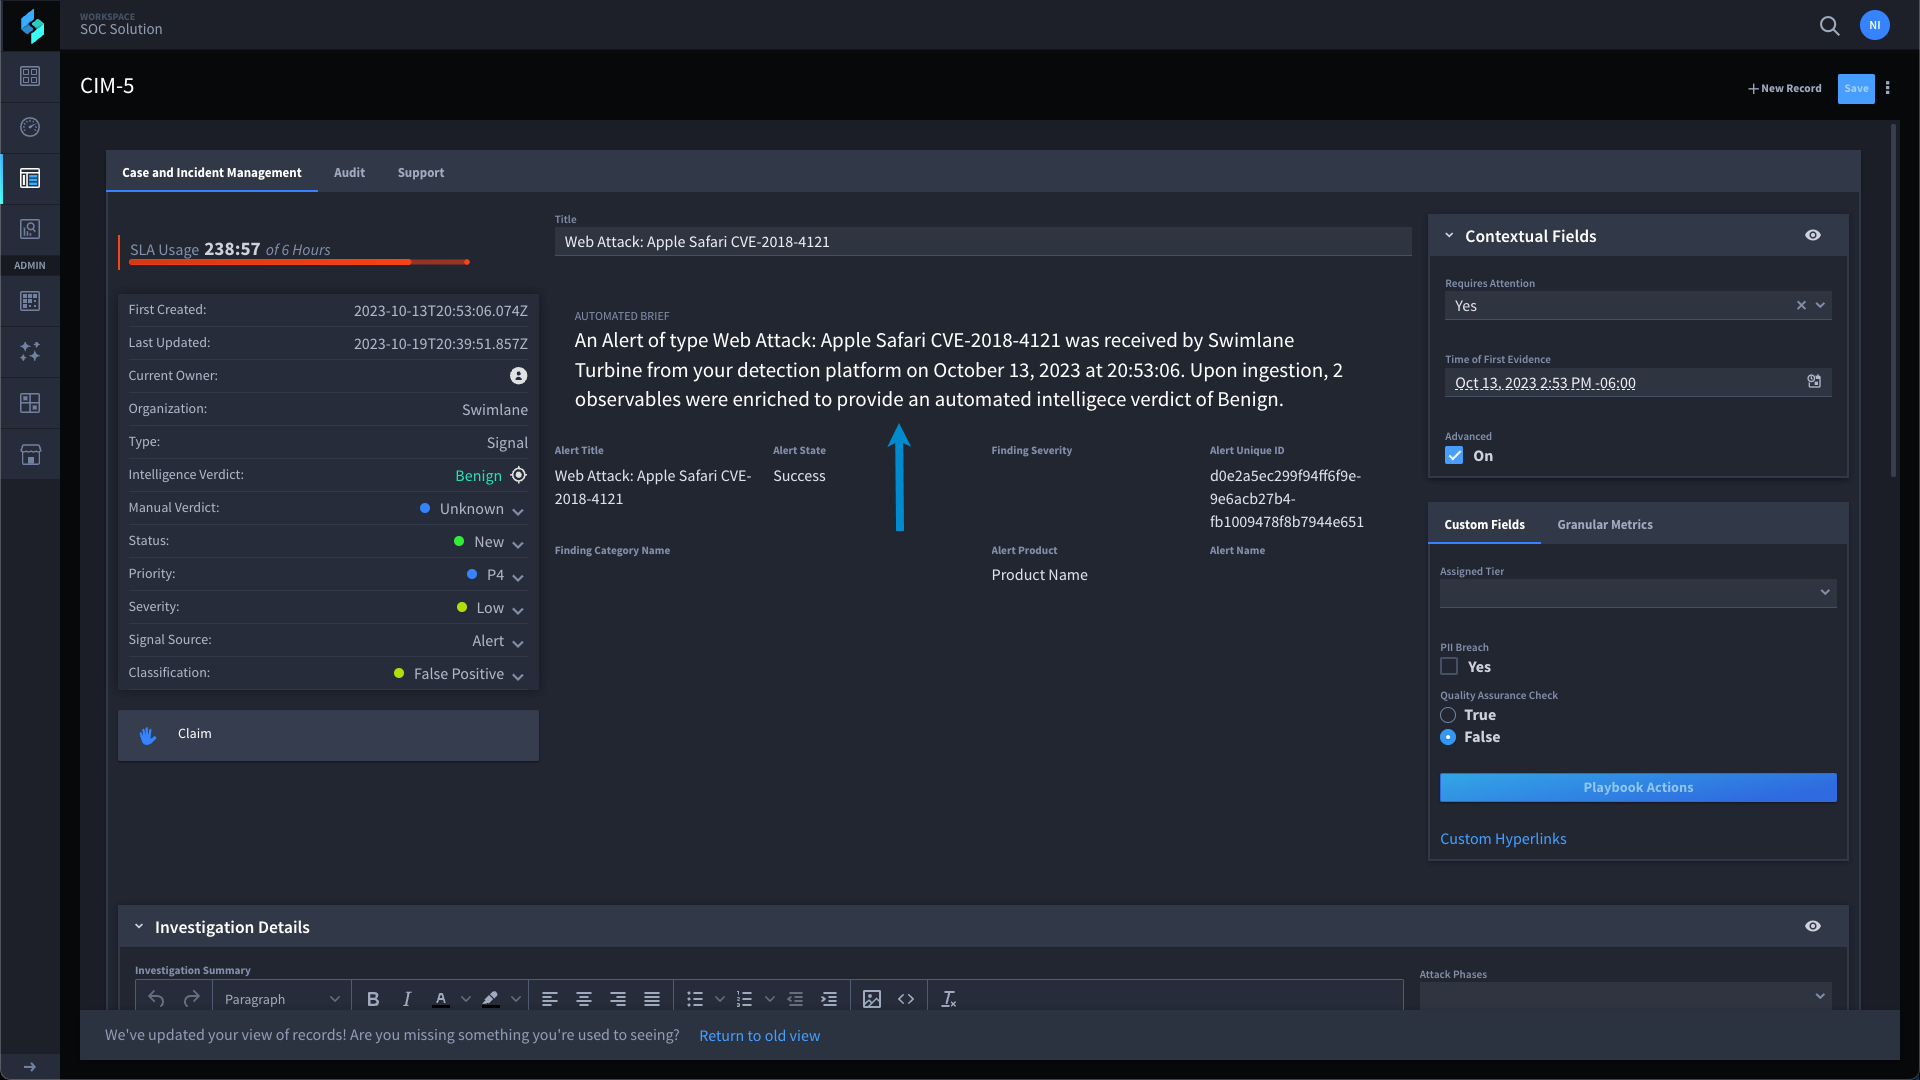 WORKSPACE
SOC Solution
NI
CIM-5
New Record
Save
Case and Incident Management
Audit
Support
ADMIN
SLA Usage 238:57 of 6 Hours
First Created: 2023-10-13T20:53:06.074Z
Last Updated: 2023-10-19T20:39:51.857Z
Current Owner:
Organization: Swimlane
Type: Signal
Intelligence Verdict: Benign
Manual Verdict: Unknown
Status: New
Priority: P4
Severity: Low
Signal Source: Alert
Classification: False Positive
Claim
Title
Web Attack: Apple Safari CVE-2018-4121
AUTOMATED BRIEF
An Alert of type Web Attack: Apple Safari CVE-2018-4121 was received by Swimlane
Turbine from your detection platform on October 13, 2023 at 20:53:06. Upon ingestion, 2
observables were enriched to provide an automated intelligece verdict of Benign.
Alert Title
Web Attack: Apple Safari CVE-
2018-4121
Alert State
Success
Finding Severity
Alert Unique ID
d0e2a5ec299f94ff6f9e-
9e6acb27b4-
fb1009478f8b7944e651
Finding Category Name
Alert Product
Product Name
Alert Name
Contextual Fields
Requires Attention
Yes
Time of First Evidence
Oct 13, 2023 2:53 PM -06:00
Advanced
On
Custom Fields
Granular Metrics
Assigned Tier
PII Breach
Yes
Quality Assurance Check
True
False
Playbook Actions
Custom Hyperlinks
Investigation Details
Investigation Summary
Paragraph
Attack Phases
We've updated your view of records! Are you missing something you're used to seeing? Return to old view